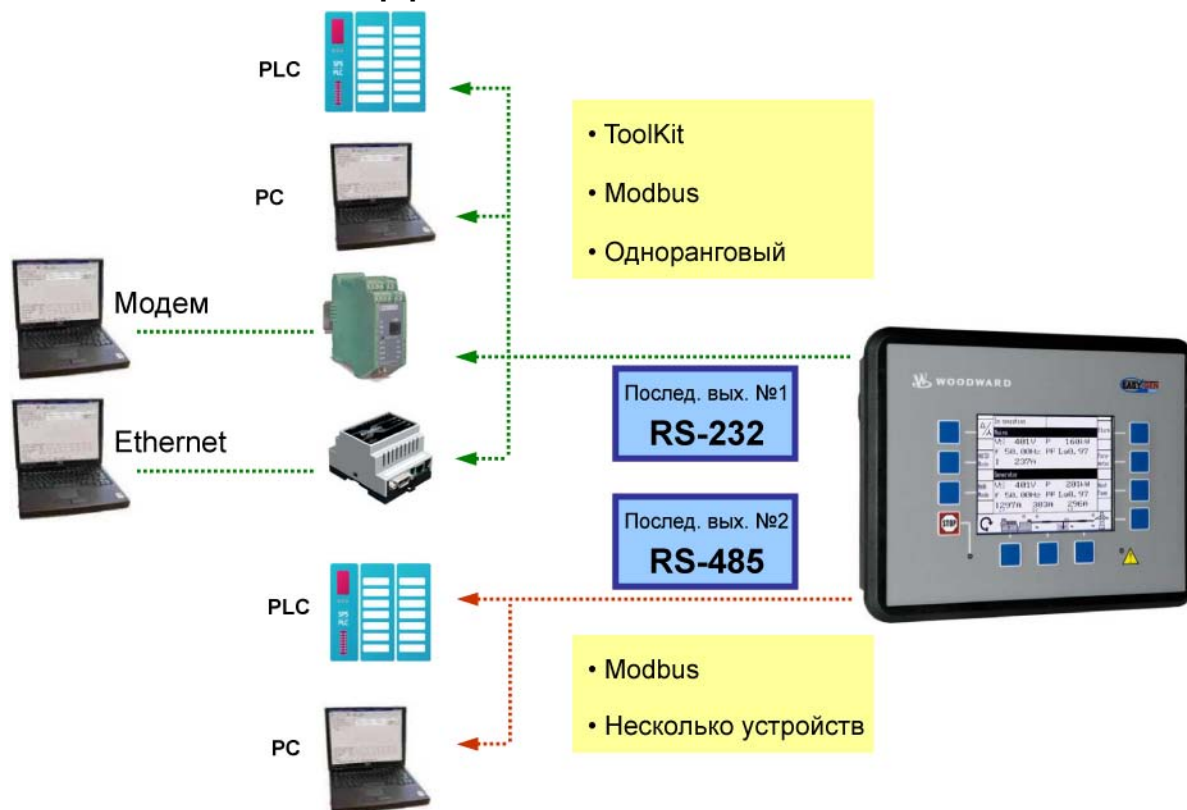 PLC
PC
Модем
Ethernet
• ToolKit
• Modbus
• Одноранговый
Послед. вых. №1
RS-232
Послед. вых. №2
RS-485
WOODWARD
STOP
PLC
PC
• Modbus
• Несколько устройств